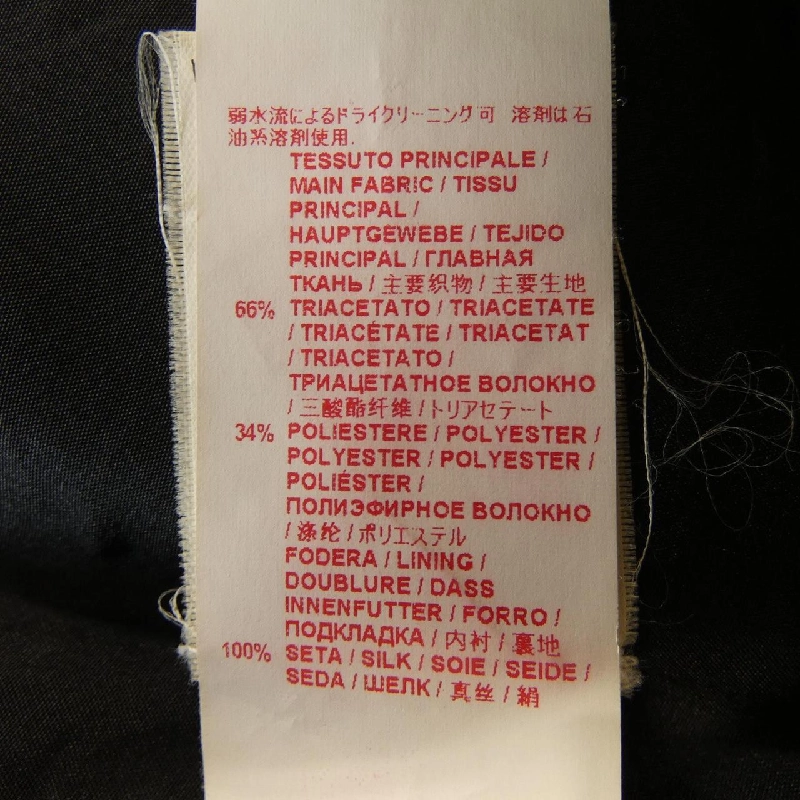 弱水流によるドライクリーニング可 溶剤は石
油系溶剤使用.
TESSUTO PRINCIPALE /
MAIN FABRIC / TISSU
PRINCIPAL /
HAUPTGEWEBE / TEJIDO
PRINCIPAL / ГЛАВНАЯ
ТКАНЬ / 主要织物 / 主要生地
66% TRIACETATO / TRIACETATE
/ TRIACÉTATE / TRIACETAT
/ TRIACETATO /
ТРИАЦЕТАТНОЕ ВОЛОКНО
/ 三酸酯纤维 / トリアセテート
34% POLIESTERE / POLYESTER /
POLYESTER / POLYESTER /
POLIÉSTER /
ПОЛИЭФИРНОЕ ВОЛОКНО
/ 涤纶 / ポリエステル
FODERA / LINING /
DOUBLURE / DASS
INNENFUTTER / FORRO /
ПОДКЛАДКА / 内衬 / 裏地
100% SETA / SILK / SOIE / SEIDE /
SEDA / ШЕЛК / 真丝 / 絹